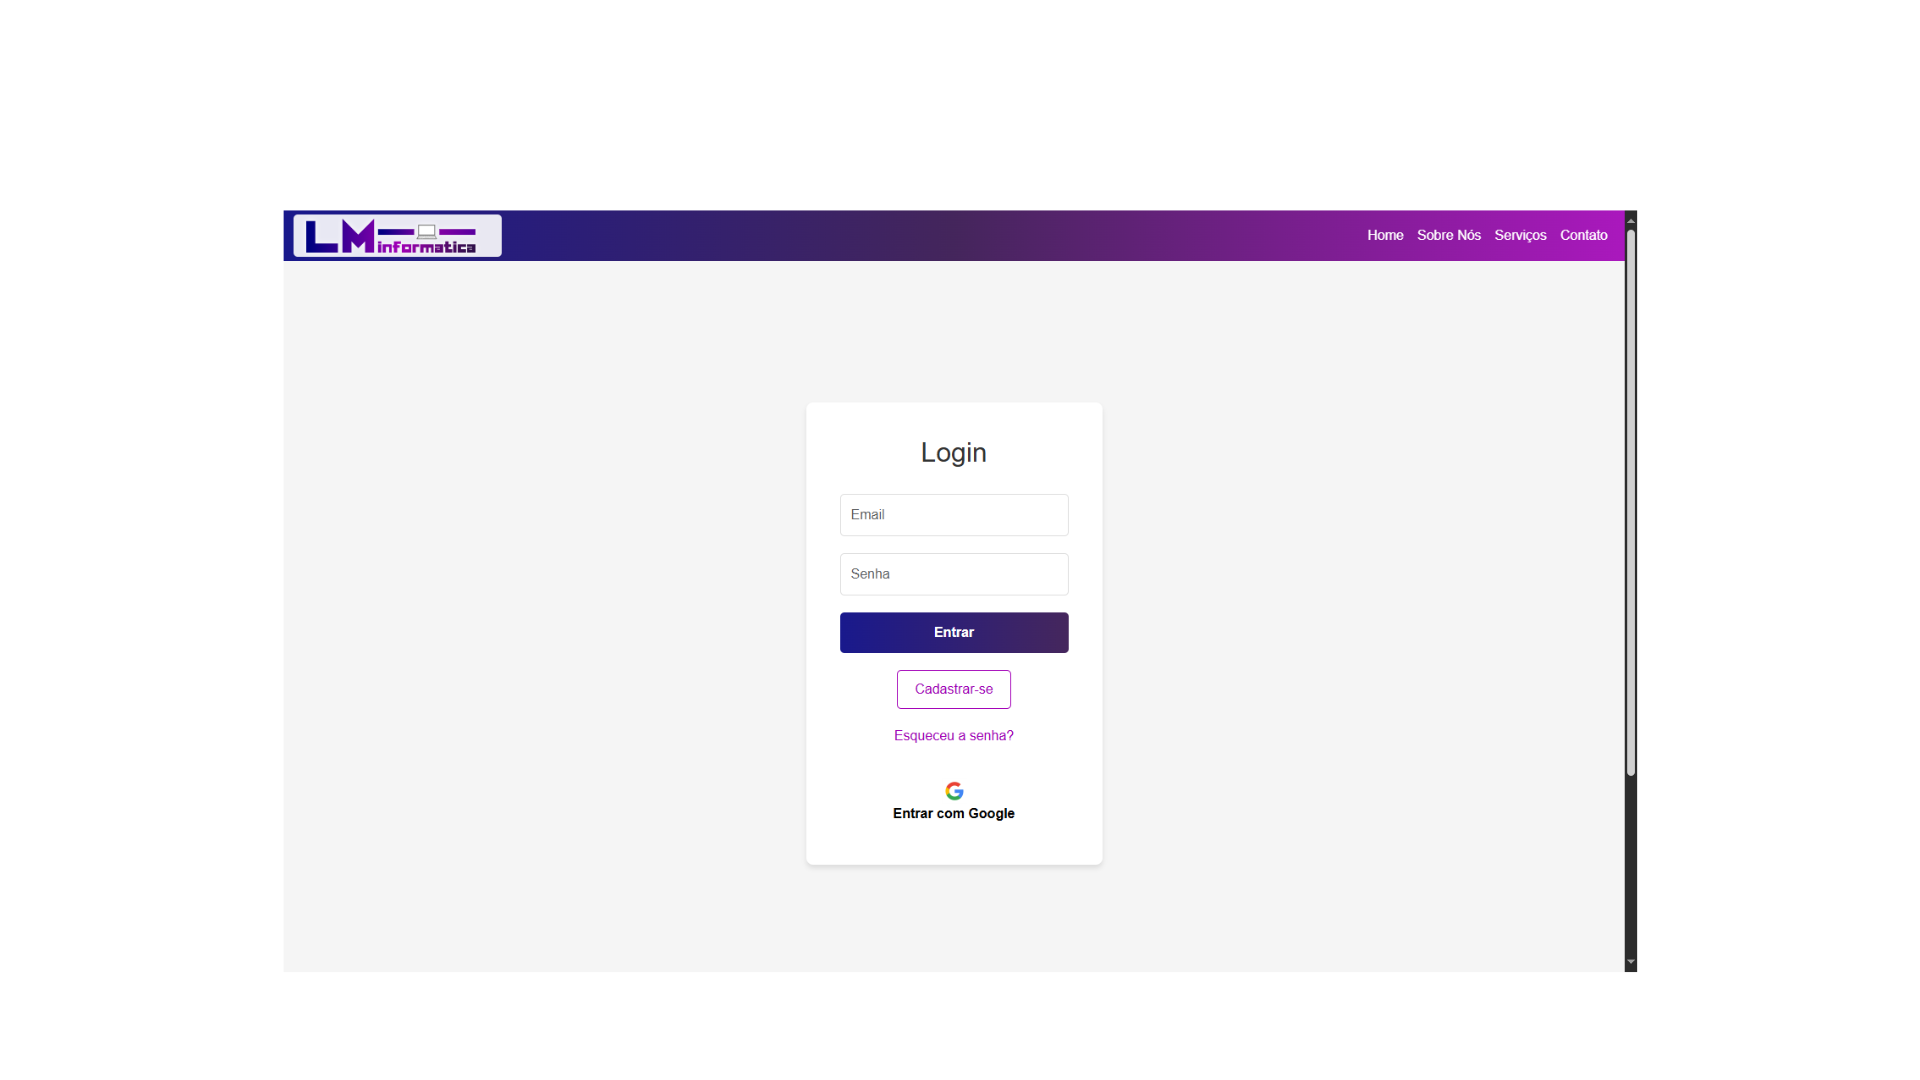 LM informatica
Home Sobre Nós Serviços Contato
Login
Email
Senha
Entrar
Cadastrar-se
Esqueceu a senha?
Entrar com Google